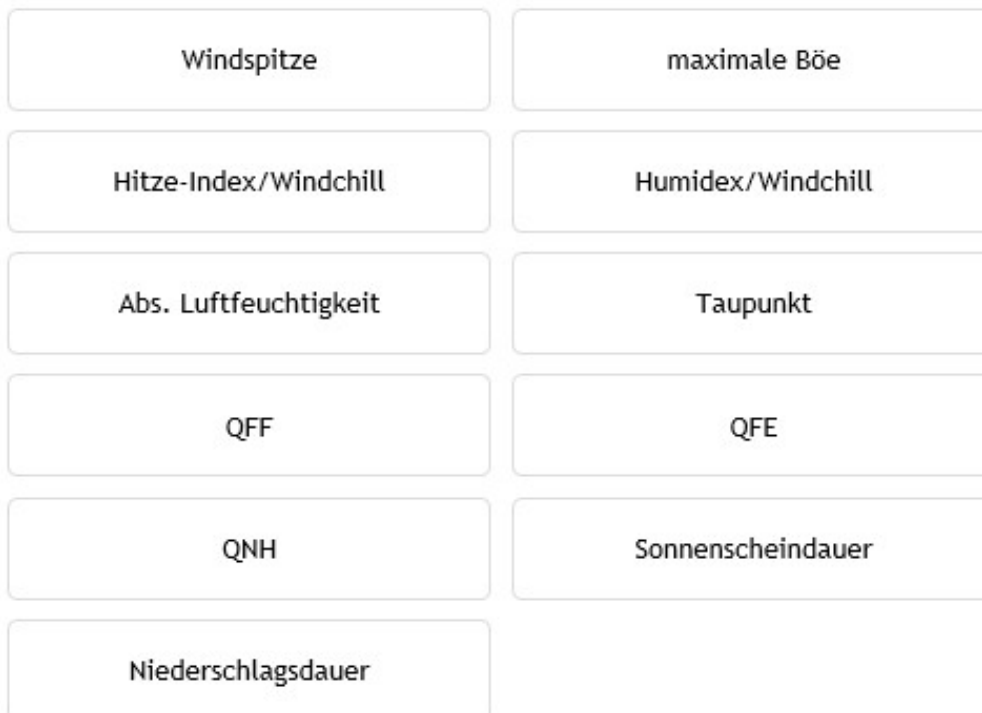 Windspitze
maximale Böe
Hitze-Index/Windchill
Humidex/Windchill
Abs. Luftfeuchtigkeit
Taupunkt
QFF
QFE
QNH
Sonnenscheindauer
Niederschlagsdauer